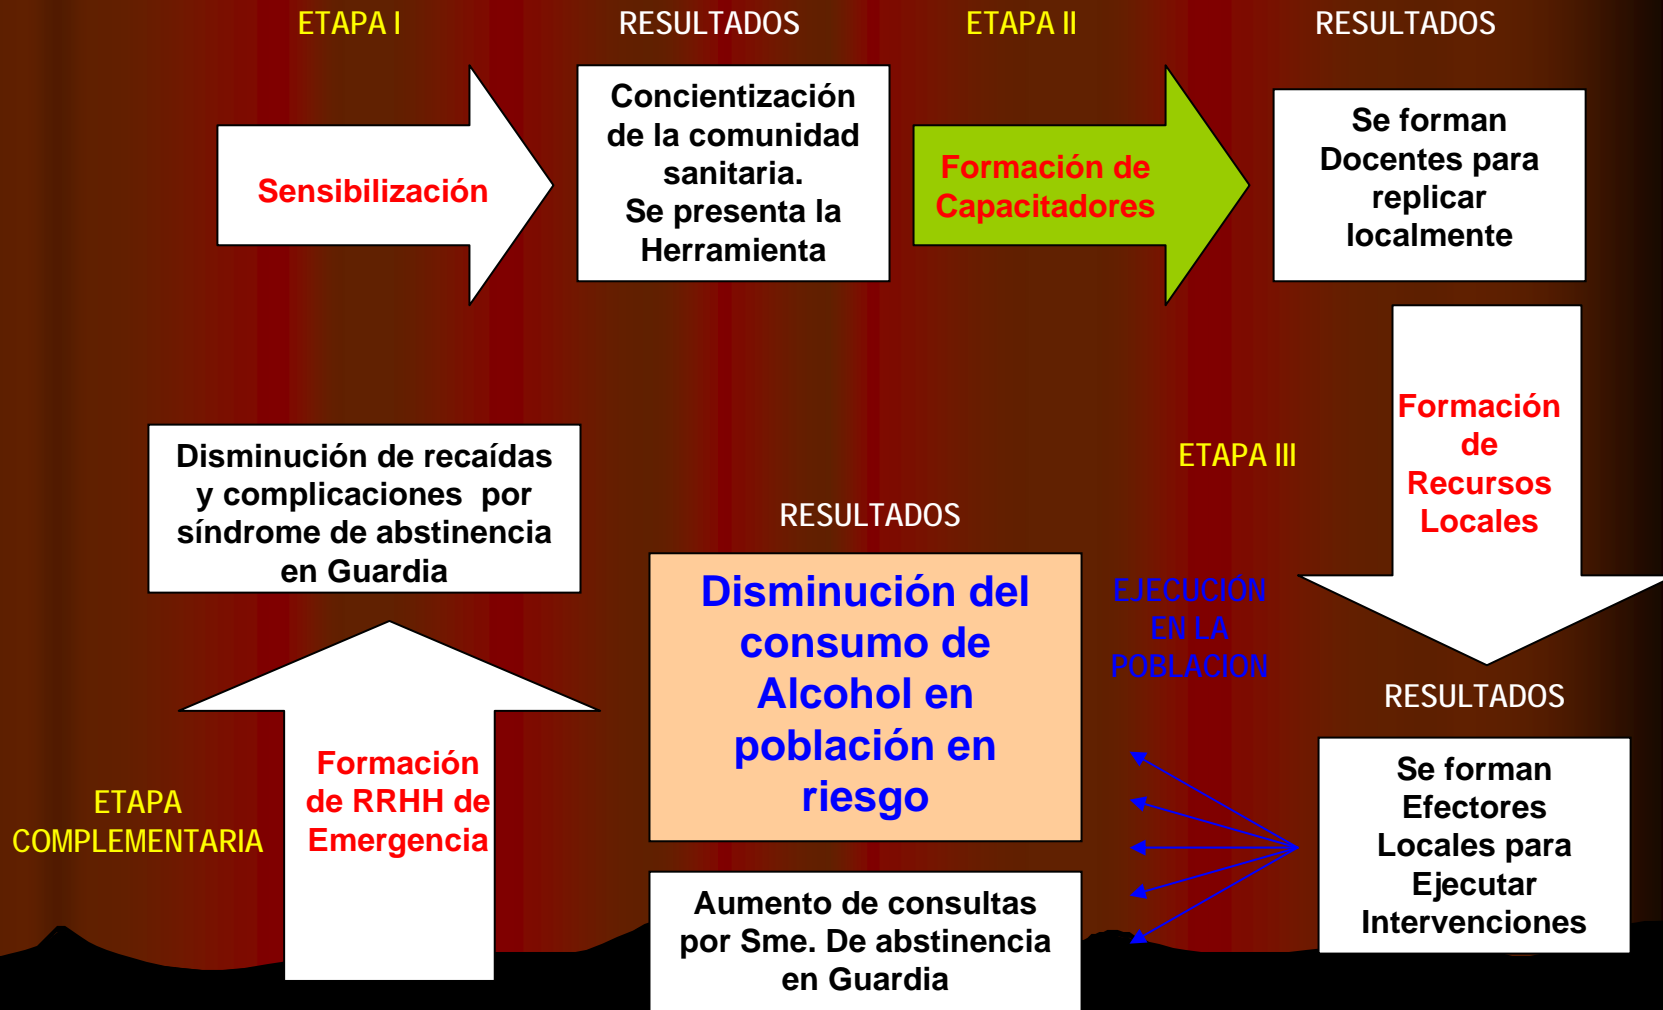 ETAPA I
RESULTADOS
ETAPA II
RESULTADOS
Sensibilización
Concientización
de la comunidad
sanitaria.
Se presenta la
Herramienta
Formación de
Capacitadores
Se forman
Docentes para
replicar
localmente
Formación
de
Recursos
Locales
ETAPA III
RESULTADOS
Se forman
Efectores
Locales para
Ejecutar
Intervenciones
EJECUCIÓN
EN LA
POBLACION
RESULTADOS
Disminución del
consumo de
Alcohol en
población en
riesgo
Aumento de consultas
por Sme. De abstinencia
en Guardia
ETAPA
COMPLEMENTARIA
Formación
de RRHH de
Emergencia
Disminución de recaídas
y complicaciones  por
síndrome de abstinencia
en Guardia